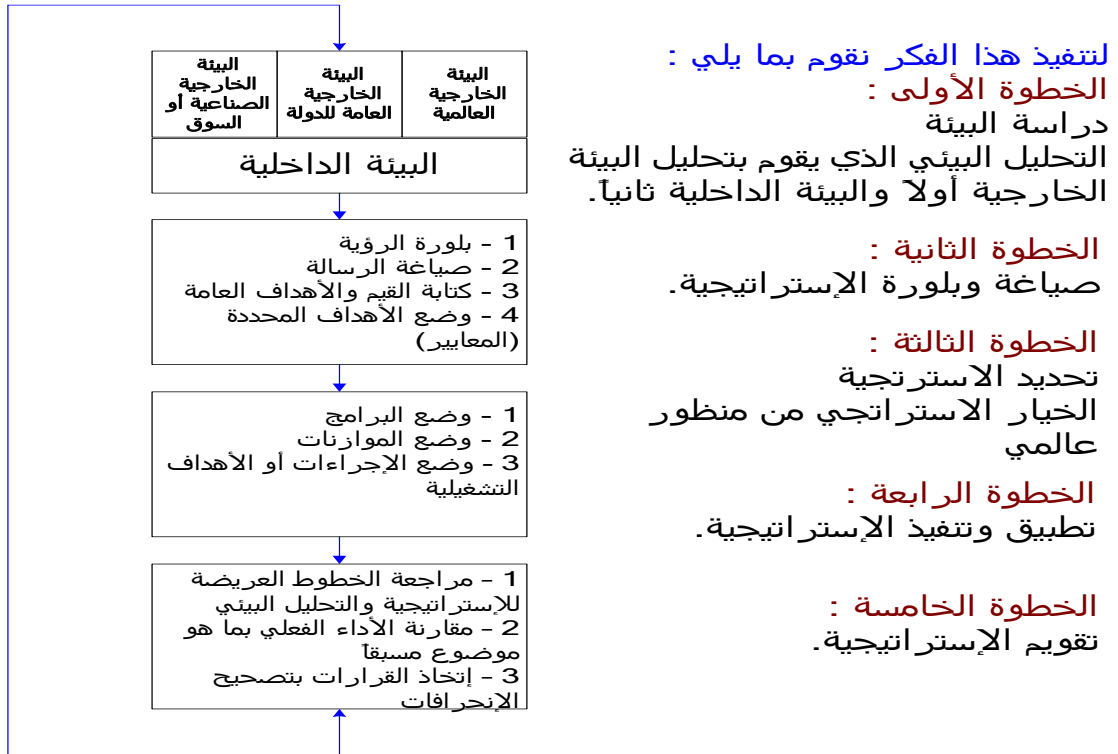 لتتفيذ هذا الفكر نقوم بما يلي :
الخطوة الأولى :
دراسة البيئة
التحليل البيئي الذي يقوم بتحليل البيئة
الخارجية أولاً والبيئة الداخلية ثانياً.
الخطوة الثانية :
صياغة وبلورة الإستراتيجية.
الخطوة الثالثة :
تحديد الاسترتجية
الخيار الاستراتجي من منظور
عالمي
الخطوة الرابعة :
تطبيق وتتفيذ الإستراتيجية.
الخطوة الخامسة :
تقويم الإستراتيجية.
البيئة
الخارجية
العالمية
البيئة
الخارجية
العامة للدولة
البيئة
الخارجية
الصناعية أو
السوق
البيئة الداخلية
1 - بلورة الرؤية
2 - صياغة الرسالة
3 - كتابة القيم والأهداف العامة
4 - وضع الأهداف المحددة
(المعايير)
1 - وضع البرامج
2 - وضع الموازنات
3 - وضع الإجراءات أو الأهداف
التشغيلية
1 - مراجعة الخطوط العريضة
للإستراتيجية والتحليل البيئي
2 - مقارنة الأداء الفعلي بما هو
موضوع مسبقاً
3 - إتخاذ القرارات بتصحيح
الإنحرافات